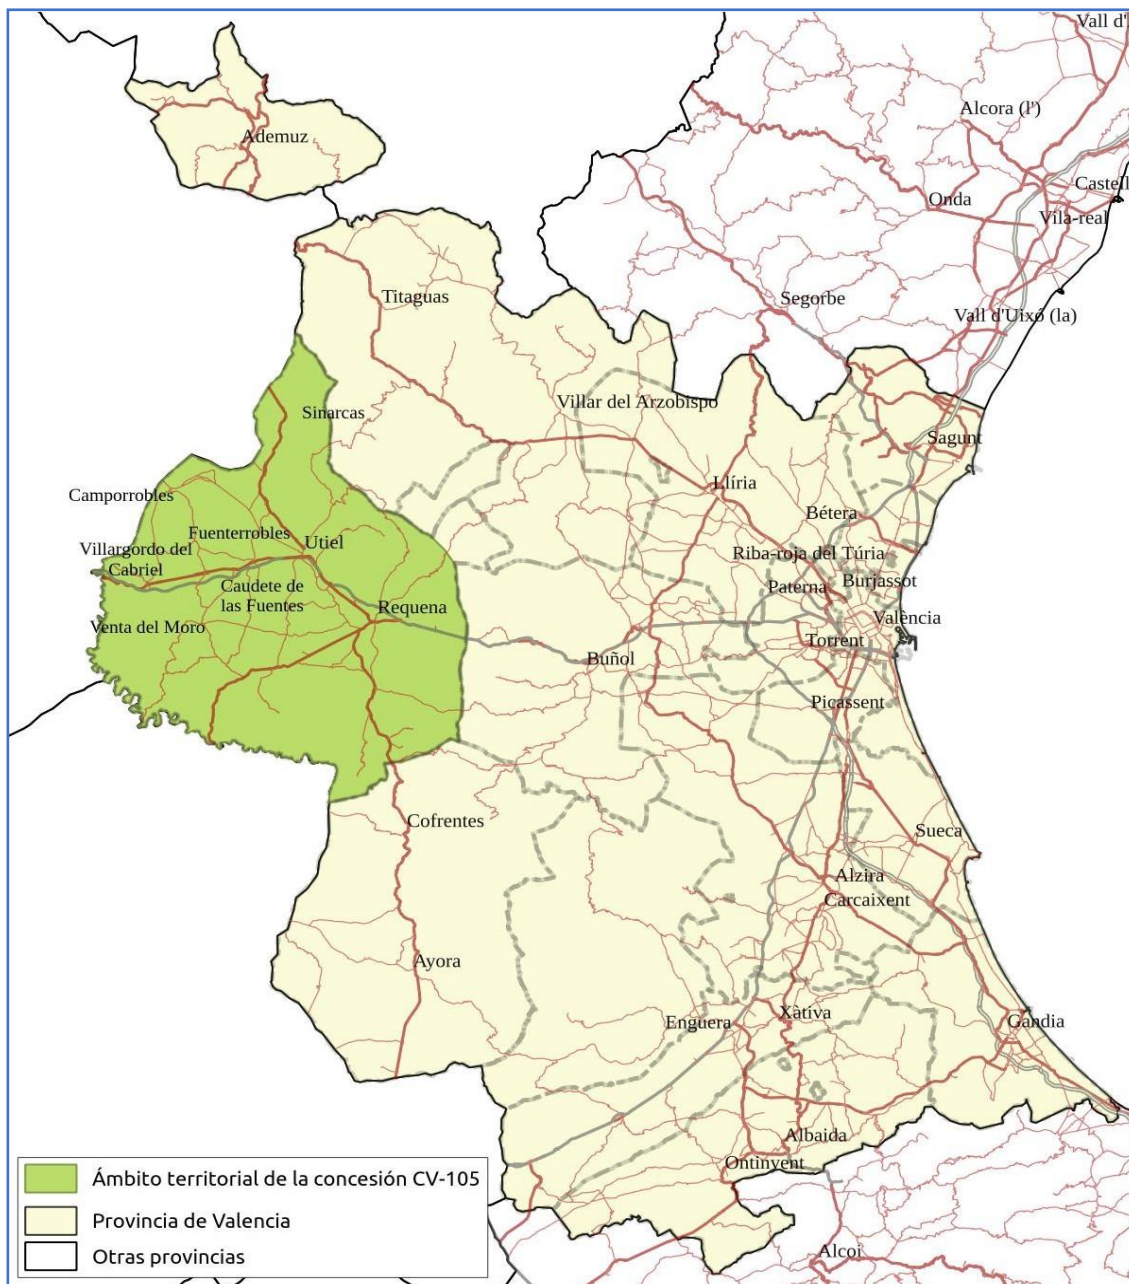 Vall d'
Alcora (l')
Ademuz
Castell
Onda
Vila-real
Titaguas
Segorbe
Vall d'Uixó (la)
Villar del Arzobispo
Sinarcas
Sagunt
Llíria
Camporrobles
Bétera
Fuenterrobles
Utiel
Villargordo del
Cabriel
Riba-roja del Túria
Caudete de
las Fuentes
Paterna
Burjassot
Requena
València
Venta del Moro
Torrent
Buñol
Picassent
Cofrentes
Sueca
Alzira
Carcaixent
Ayora
Xàtiva
Enguera
Gandia
Albaida
Ontinyent
Alcoi
Ámbito territorial de la concesión CV-105
Provincia de Valencia
Otras provincias